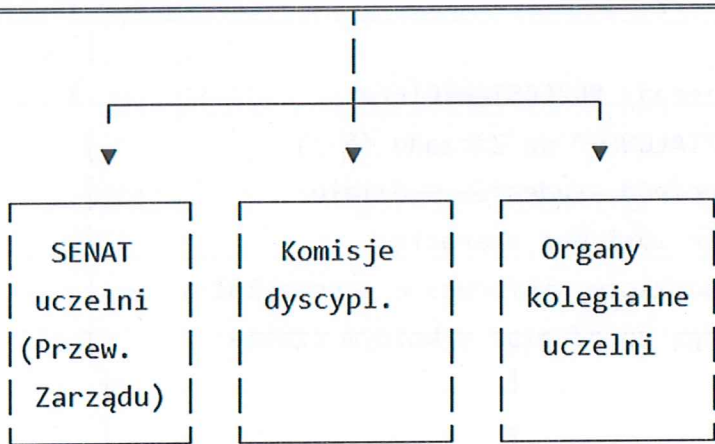 SENAT
uczelni
(Przew.
Zarządu)
Komisje
dyscypl.
Organy
kolegialne
uczelni